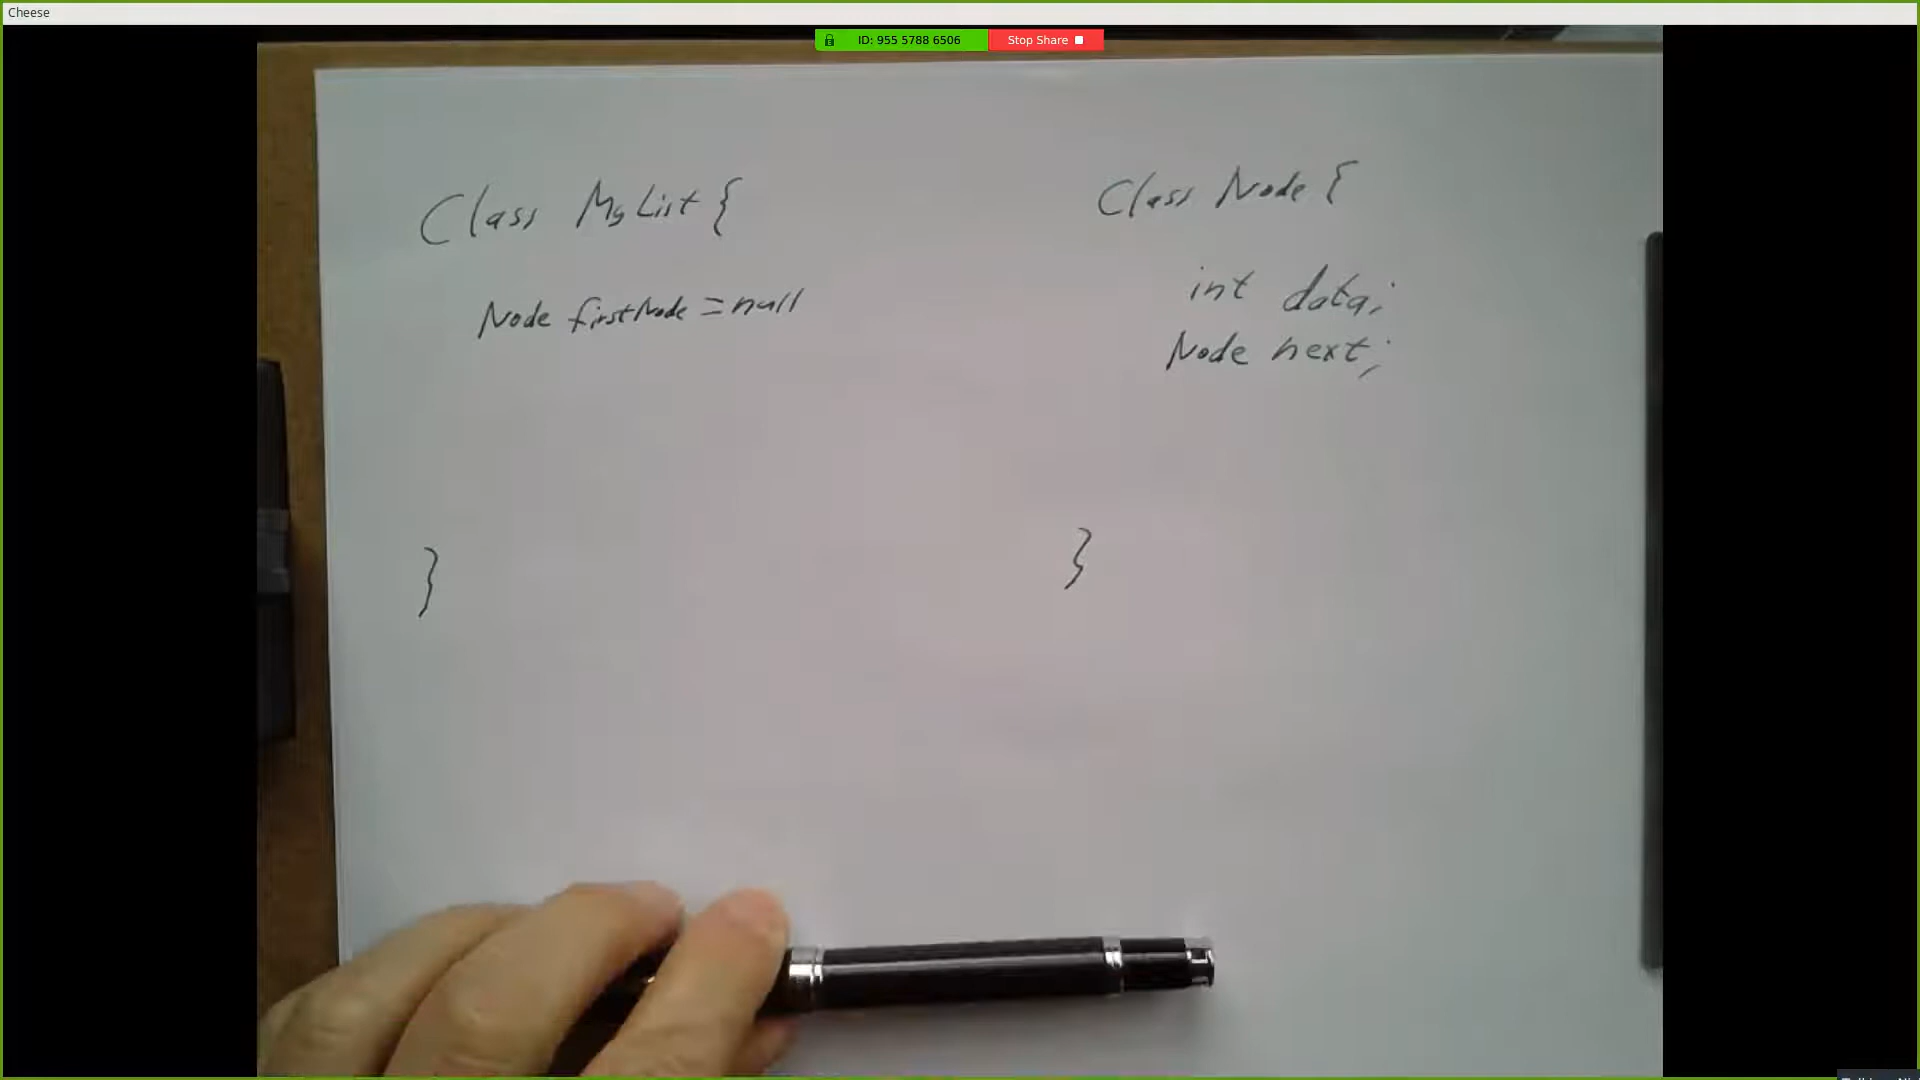 Cheese
ID: 955 5788 6506 Stop Share
Class MyList {
Node firstNode = null
}
Class Node {
int data;
Node next;
}